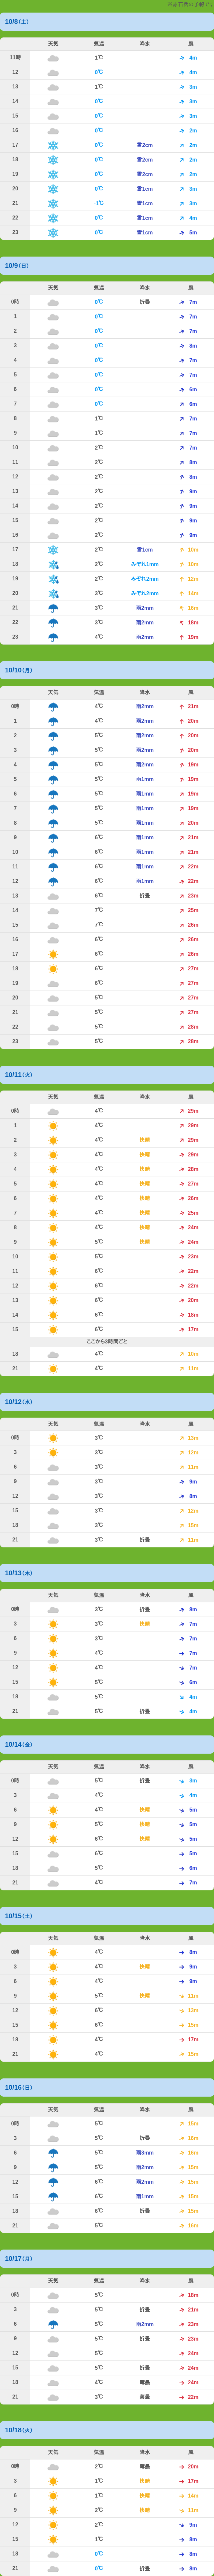 10/8(土)
天気 気温 降水 風
11時 1℃ 4m
12 0℃ 4m
13 1℃ 3m
14 0℃ 3m
15 0℃ 3m
16 0℃ 2m
17 0℃ 雪2cm 2m
18 0℃ 雪2cm 2m
19 0℃ 雪2cm 2m
20 0℃ 雪1cm 3m
21 -1℃ 雪1cm 3m
22 0℃ 雪1cm 4m
23 0℃ 雪1cm 5m
10/9(日)
天気 気温 降水 風
0時 0℃ 折曇 7m
1 0℃ 7m
2 0℃ 7m
3 0℃ 8m
4 0℃ 7m
5 0℃ 7m
6 0℃ 6m
7 0℃ 6m
8 1℃ 7m
9 1℃ 7m
10 2℃ 7m
11 2℃ 8m
12 2℃ 8m
13 2℃ 9m
14 2℃ 9m
15 2℃ 9m
16 2℃ 9m
17 2℃ 雪1cm 10m
18 2℃ みぞれ1mm 10m
19 2℃ みぞれ2mm 12m
20 3℃ みぞれ2mm 14m
21 3℃ 雨2mm 16m
22 3℃ 雨2mm 18m
23 4℃ 雨2mm 19m
10/10(月)
天気 気温 降水 風
0時 4℃ 雨2mm 21m
1 4℃ 雨2mm 20m
2 5℃ 雨2mm 20m
3 5℃ 雨2mm 20m
4 5℃ 雨2mm 19m
5 5℃ 雨1mm 19m
6 5℃ 雨1mm 19m
7 5℃ 雨1mm 19m
8 5℃ 雨1mm 20m
9 6℃ 雨1mm 21m
10 6℃ 雨1mm 21m
11 6℃ 雨1mm 22m
12 6℃ 雨1mm 22m
13 6℃ 折曇 23m
14 7℃ 25m
15 7℃ 26m
16 6℃ 26m
17 6℃ 26m
18 6℃ 27m
19 6℃ 27m
20 5℃ 27m
21 5℃ 27m
22 5℃ 28m
23 5℃ 28m
10/11(火)
天気 気温 降水 風
0時 4℃ 29m
1 4℃ 29m
2 4℃ 快晴 29m
3 4℃ 快晴 29m
4 4℃ 快晴 28m
5 4℃ 快晴 27m
6 4℃ 快晴 26m
7 4℃ 快晴 25m
8 4℃ 快晴 24m
9 5℃ 快晴 24m
10 5℃ 23m
11 6℃ 22m
12 6℃ 22m
13 6℃ 20m
14 6℃ 18m
15 6℃ 17m
ここから3時間ごと
18 4℃ 10m
21 4℃ 11m
10/12(水)
天気 気温 降水 風
0時 3℃ 13m
3 3℃ 12m
6 3℃ 11m
9 3℃ 9m
12 3℃ 8m
15 3℃ 12m
18 3℃ 15m
21 3℃ 折曇 11m
10/13(木)
天気 気温 降水 風
0時 3℃ 折曇 8m
3 3℃ 快晴 7m
6 3℃ 7m
9 4℃ 7m
12 4℃ 7m
15 5℃ 6m
18 5℃ 4m
21 5℃ 折曇 4m
10/14(金)
天気 気温 降水 風
0時 5℃ 折曇 3m
3 4℃ 4m
6 4℃ 快晴 5m
9 5℃ 快晴 5m
12 6℃ 快晴 5m
15 6℃ 5m
18 5℃ 6m
21 4℃ 7m
10/15(土)
天気 気温 降水 風
0時 4℃ 8m
3 4℃ 快晴 9m
6 4℃ 9m
9 5℃ 快晴 11m
12 6℃ 13m
15 6℃ 15m
18 4℃ 17m
21 4℃ 15m
10/16(日)
天気 気温 降水 風
0時 5℃ 15m
3 5℃ 折曇 16m
6 5℃ 雨3mm 16m
9 5℃ 雨2mm 15m
12 6℃ 雨2mm 15m
15 6℃ 雨1mm 15m
18 6℃ 折曇 15m
21 5℃ 16m
10/17(月)
天気 気温 降水 風
0時 5℃ 18m
3 5℃ 折曇 21m
6 5℃ 雨2mm 23m
9 5℃ 折曇 23m
12 5℃ 24m
15 5℃ 折曇 24m
18 4℃ 薄曇 24m
21 3℃ 薄曇 22m
10/18(火)
天気 気温 降水 風
0時 2℃ 薄曇 20m
3 1℃ 快晴 17m
6 1℃ 快晴 14m
9 2℃ 快晴 11m
12 2℃ 9m
15 1℃ 8m
18 0℃ 8m
21 0℃ 折曇 8m